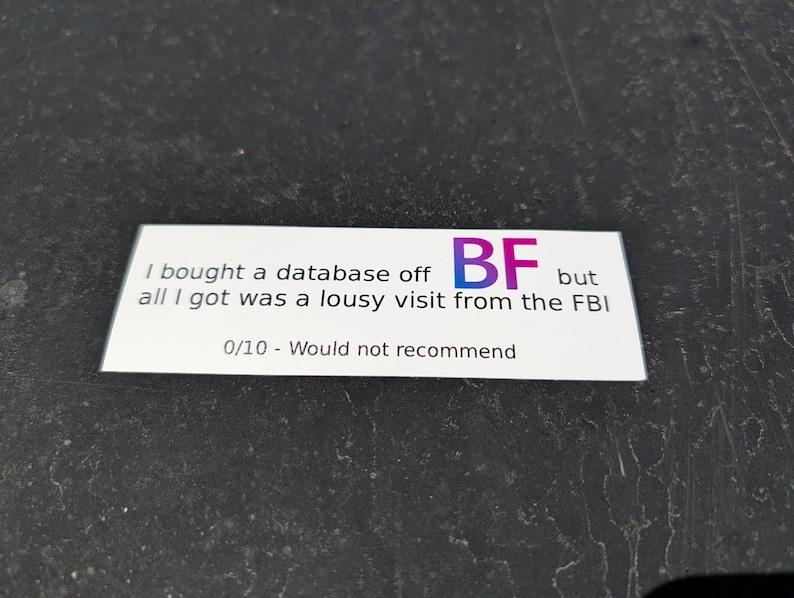 I bought a database off BF but
all I got was a lousy visit from the FBI
0/10 - Would not recommend